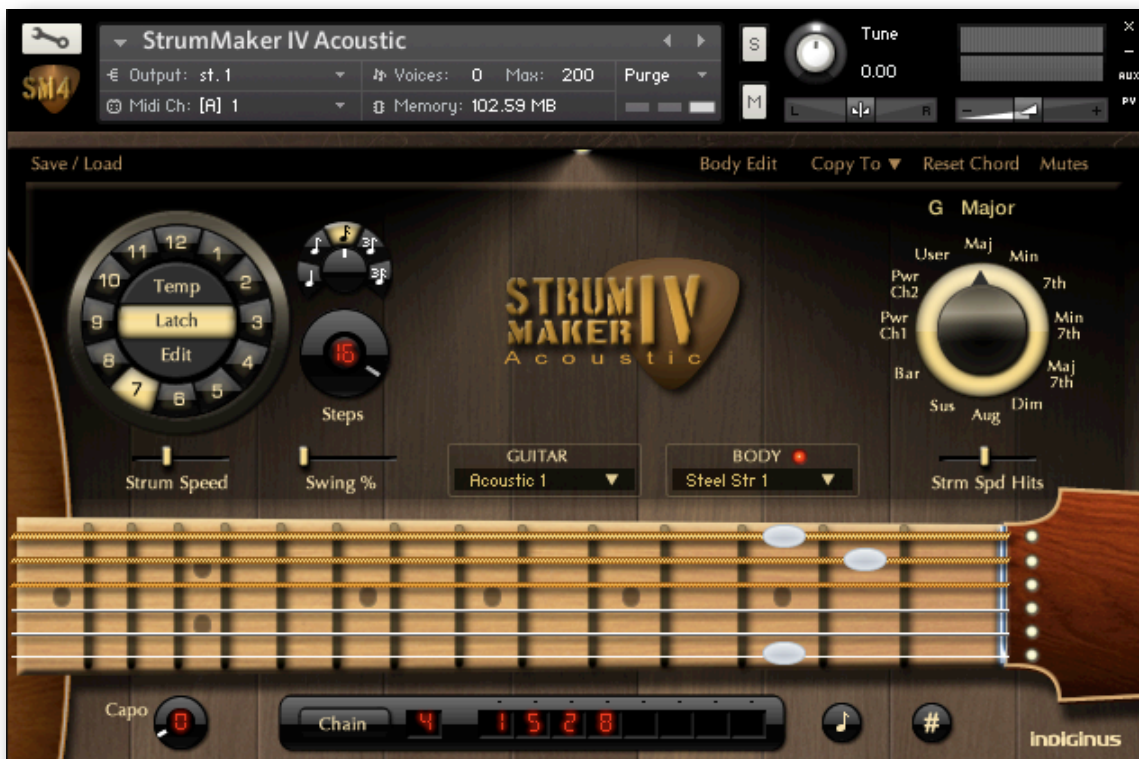 StrumMaker IV Acoustic
Output: st.1
Voices: 0 Max: 200
Purge
Midi Ch: [A] 1
Memory: 102.59 MB
SM4
S
M
Tune
0.00
L
R
-
+
×
–
AUX
PV
Save / Load
Body Edit
Copy To ▼
Reset Chord
Mutes
G Major
12
1
2
3
4
5
6
7
8
9
10
11
Temp
Latch
Edit
3
3
16
Steps
STRUM
MAKER
IV
Acoustic
User
Maj
Min
7th
Min
7th
Maj
7th
Dim
Aug
Sus
Bar
Pwr
Ch1
Pwr
Ch2
Strum Speed
Swing %
GUITAR
Acoustic 1
BODY
Steel Str 1
Strm Spd Hits
Capo
0
Chain
4
1 5 2 8
#
indiginus